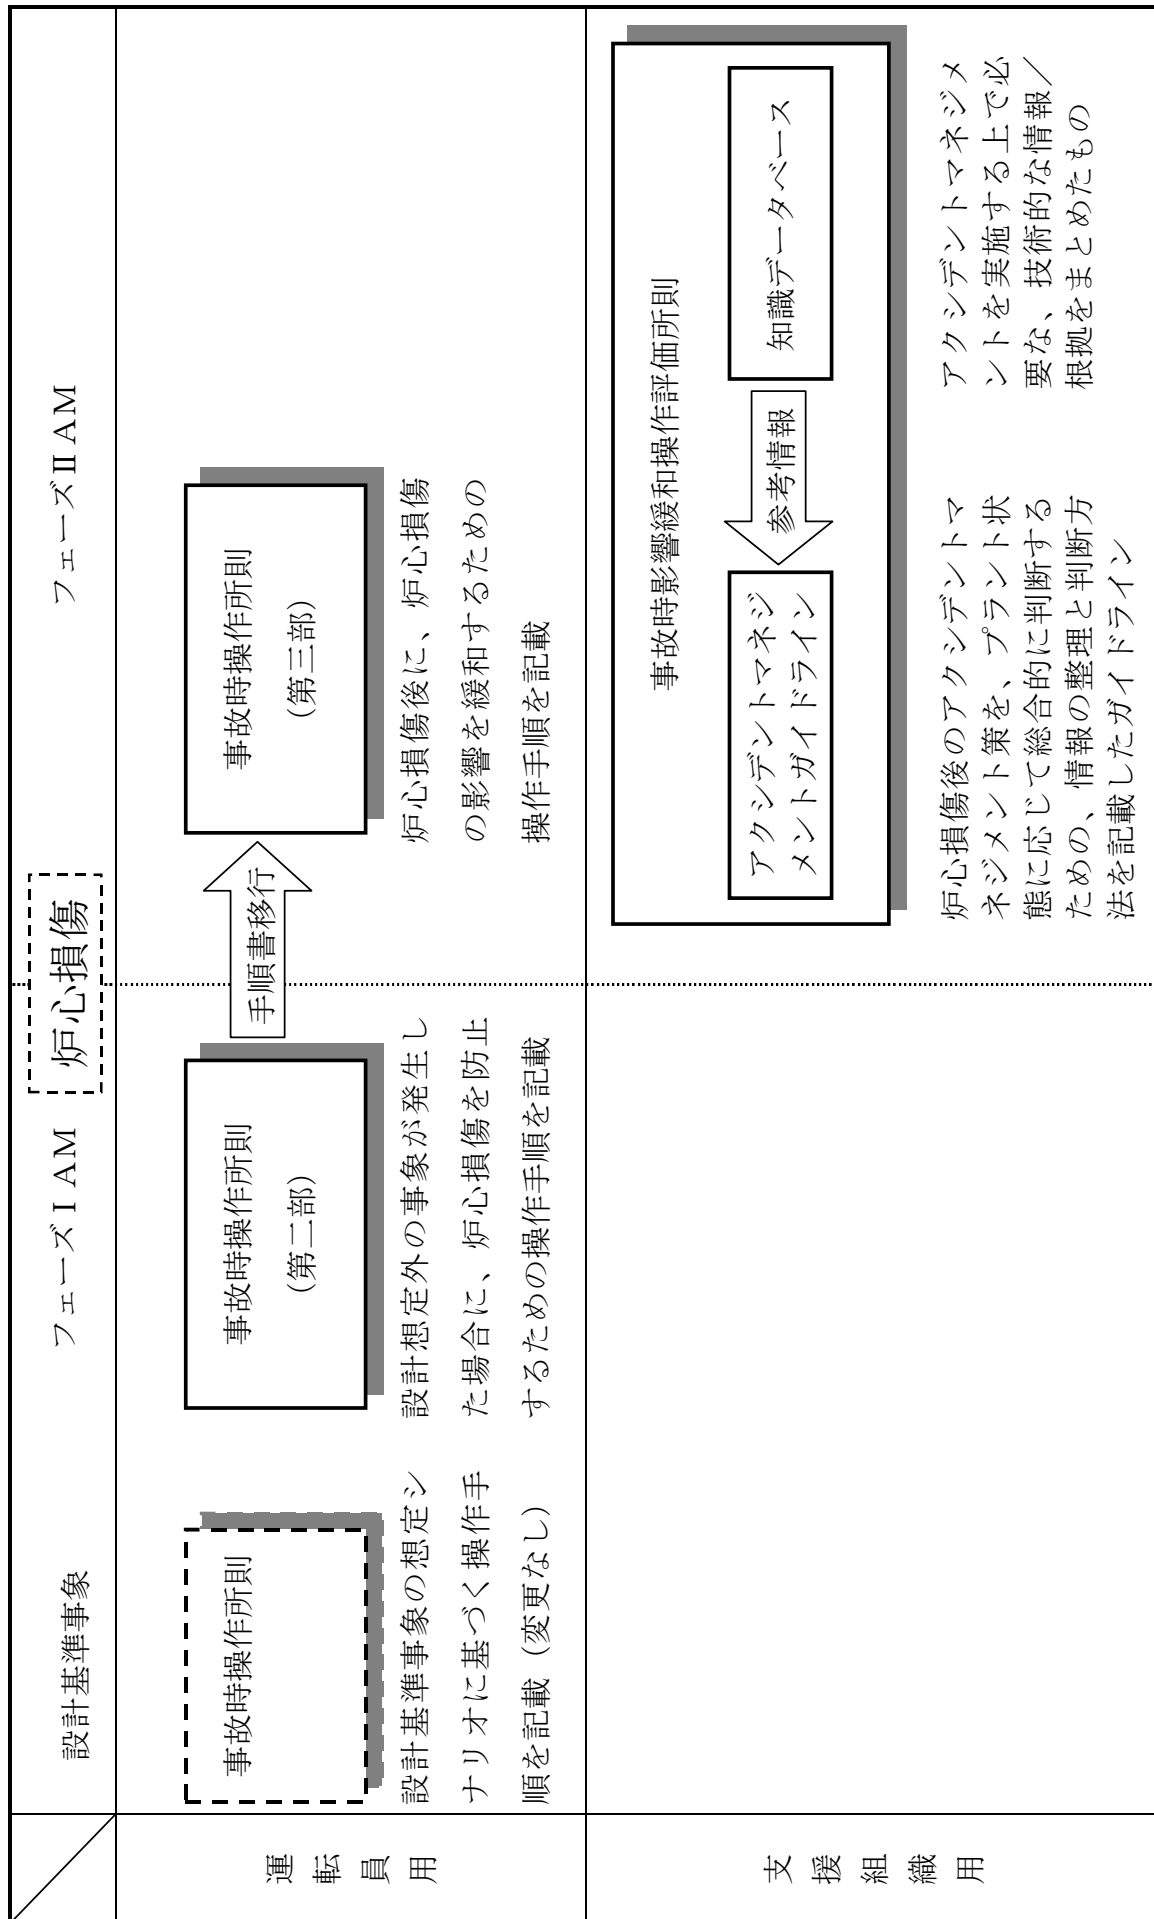 設計基準事象
フェーズⅠAM
炉心損傷
フェーズⅡAM
運転員用
事故時操作所則
設計基準事象の想定シ
ナリオに基づく操作手
順を記載（変更なし）
事故時操作所則
（第二部）
設計想定外の事象が発生し
た場合に、炉心損傷を防止
するための操作手順を記載
手順書移行
事故時操作所則
（第三部）
炉心損傷後に、炉心損傷
の影響を緩和するための
操作手順を記載
支援組織用
事故時影響緩和操作評価所則
アクシデントマネジ
メントガイドライン
参考情報
知識データベース
炉心損傷後のアクシデントマ
ネジメント策を、プラント状
態に応じて総合的に判断する
ための、情報の整理と判断方
法を記載したガイドライン
アクシデントマネジメ
ントを実施する上で必
要な、技術的な情報／
根拠をまとめたもの